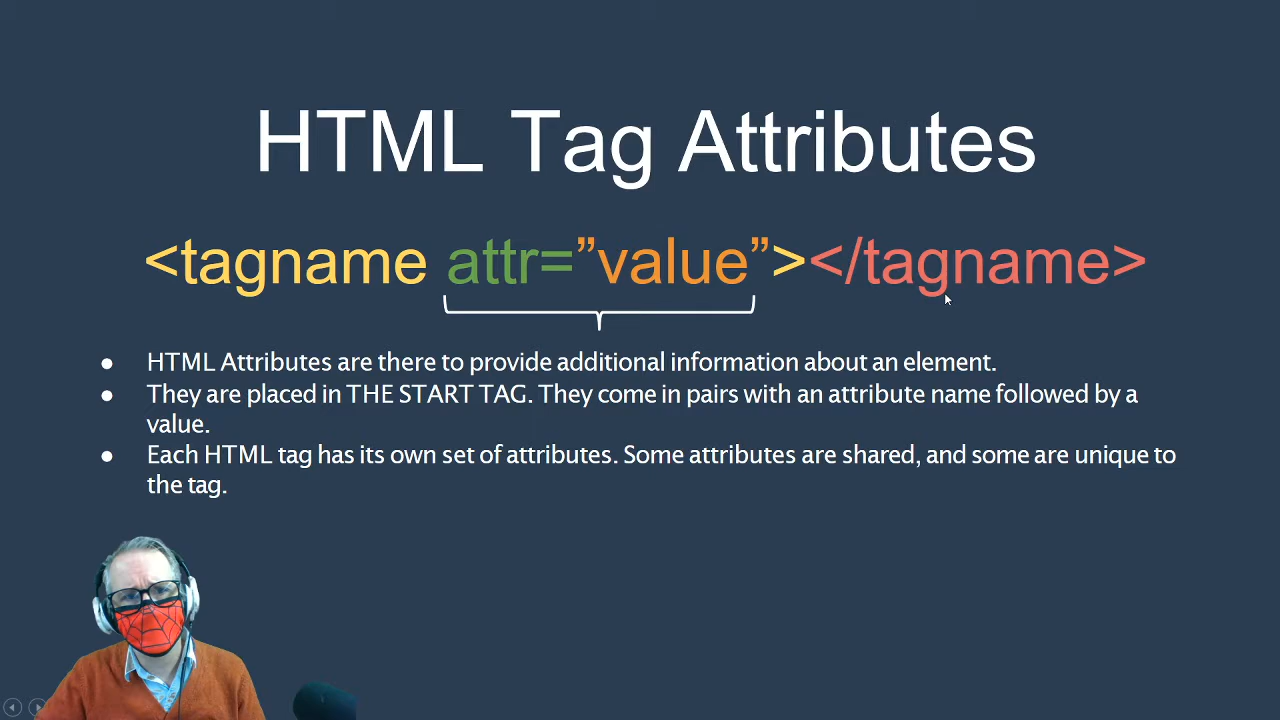 HTML Tag Attributes
<tagname attr=”value”></tagname>
● HTML Attributes are there to provide additional information about an element.
● They are placed in THE START TAG. They come in pairs with an attribute name followed by a
value.
● Each HTML tag has its own set of attributes. Some attributes are shared, and some are unique to
the tag.